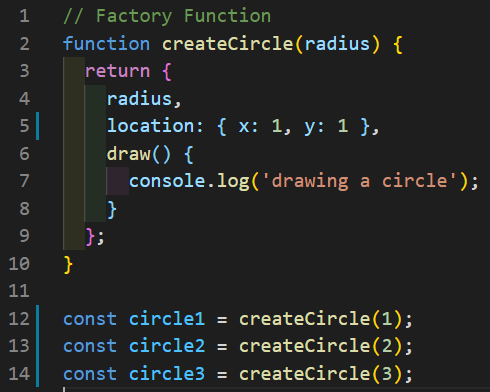 1 // Factory Function
2 function createCircle(radius) {
3   return {
4     radius,
5     location: { x: 1, y: 1 },
6     draw() {
7       console.log('drawing a circle');
8     }
9   };
10 }
11
12 const circle1 = createCircle(1);
13 const circle2 = createCircle(2);
14 const circle3 = createCircle(3);